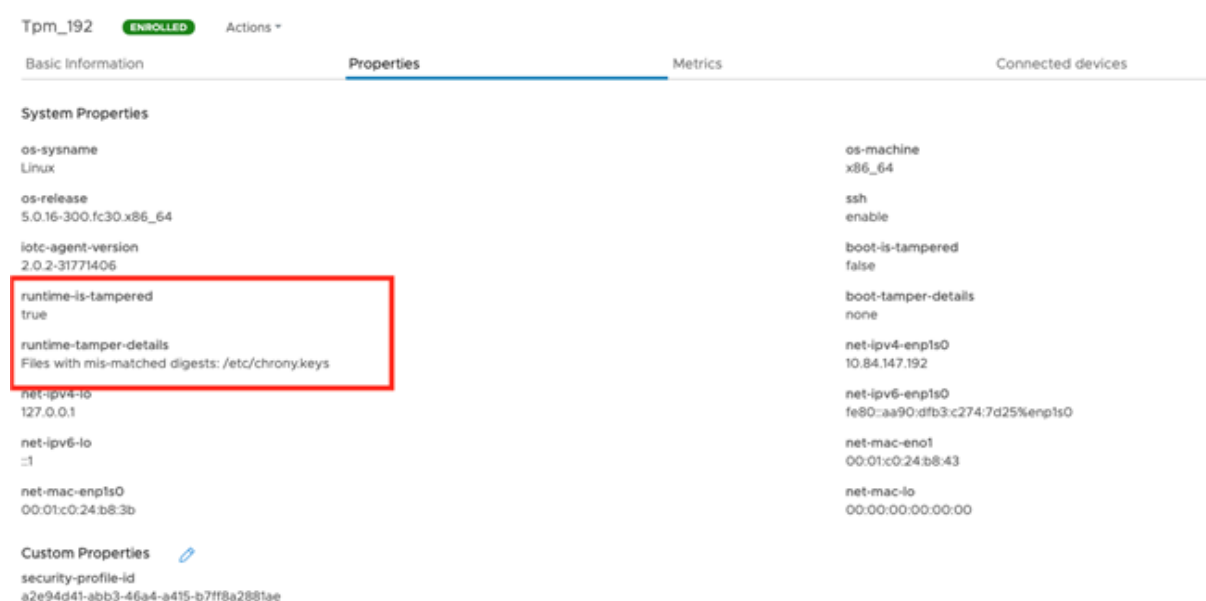 Tpm_192 ENROLLED Actions
Basic Information Properties Metrics Connected devices
System Properties
os-sysname
Linux
os-machine
x86_64
os-release
5.0.16-300.fc30.x86_64
ssh
enable
iotc-agent-version
2.0.2-31771406
boot-is-tampered
false
runtime-is-tampered
true
boot-tamper-details
none
runtime-tamper-details
Files with mis-matched digests: /etc/chrony.keys
net-ipv4-enp1s0
10.84.147.192
net-ipv4-lo
127.0.0.1
net-ipv6-enp1s0
fe80::aa90:dfb3:c274:7d25%enp1s0
net-ipv6-lo
::1
net-mac-eno1
00:01:c0:24:b8:43
net-mac-enp1s0
00:01:c0:24:b8:3b
net-mac-lo
00:00:00:00:00:00
Custom Properties
security-profile-id
a2e94d41-abb3-46a4-a415-b7ff8a2881ae